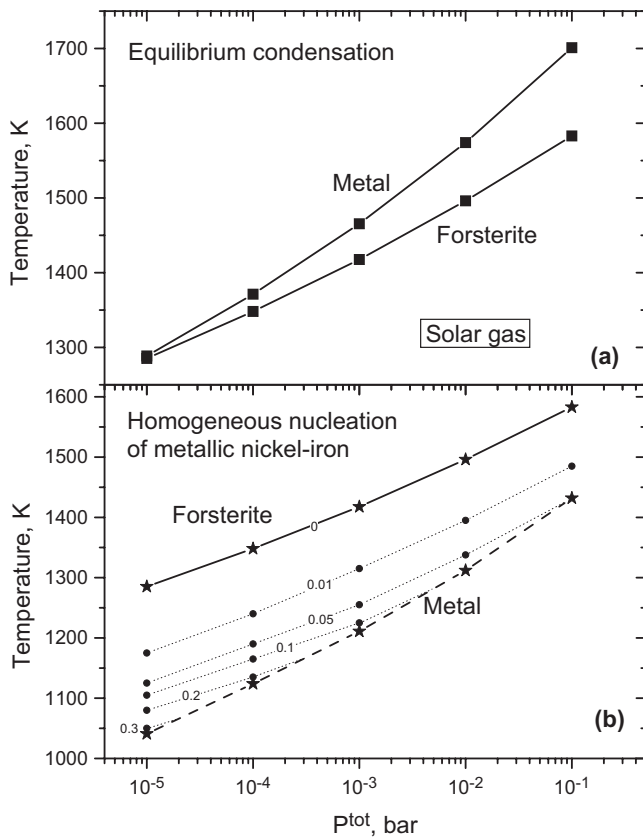 1700
Equilibrium condensation
1600
Metal
1500
Temperature, K
Forsterite
1400
1300
Solar gas
(a)
1600
Homogeneous nucleation
of metallic nickel-iron
1500
Forsterite
1400
0
Temperature, K
1300
0.01
Metal
1200
0.05
0.1
1100
0.2
0.3
(b)
1000
10⁻⁵ 10⁻⁴ 10⁻³ 10⁻² 10⁻¹
Pᵗᵒᵗ, bar